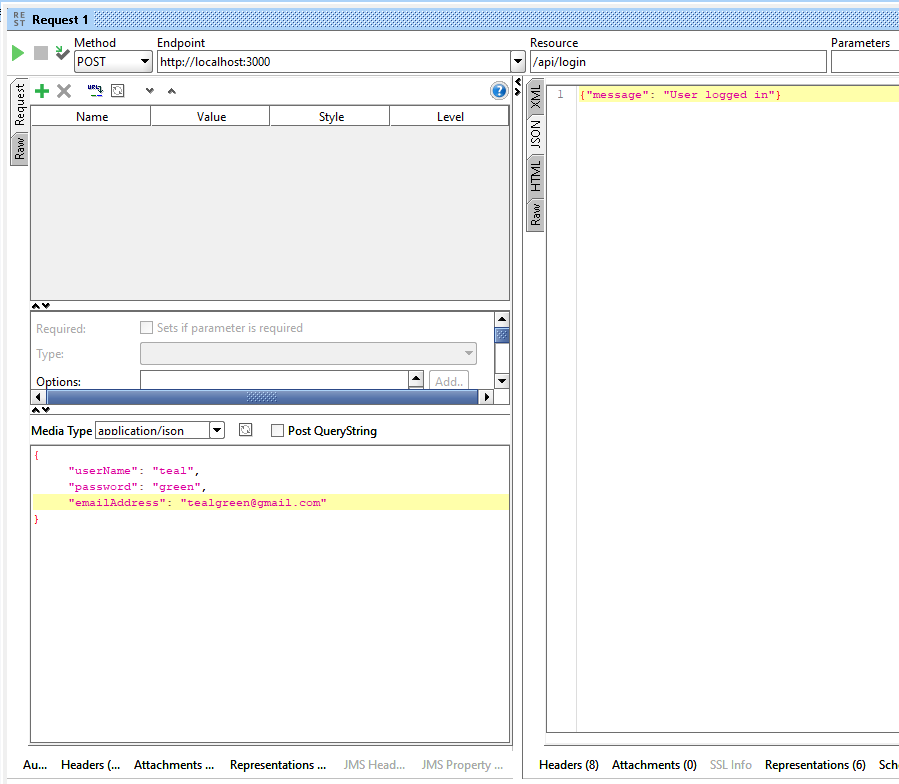 RE
ST
Request 1
Method
Endpoint
Resource
Parameters
POST
http://localhost:3000
/api/login
Request
Raw
Name Value Style Level
Required:
Sets if parameter is required
Type:
Options:
Add..
Media Type
application/json
Post QueryString
{
"userName": "teal",
"password": "green",
"emailAddress": "tealgreen@gmail.com"
}
Au...
Headers (...
Attachments ...
Representations ...
JMS Head...
JMS Property ...
XML
JSON
HTML
Raw
1 {"message": "User logged in"}
Headers (8)
Attachments (0)
SSL Info
Representations (6)